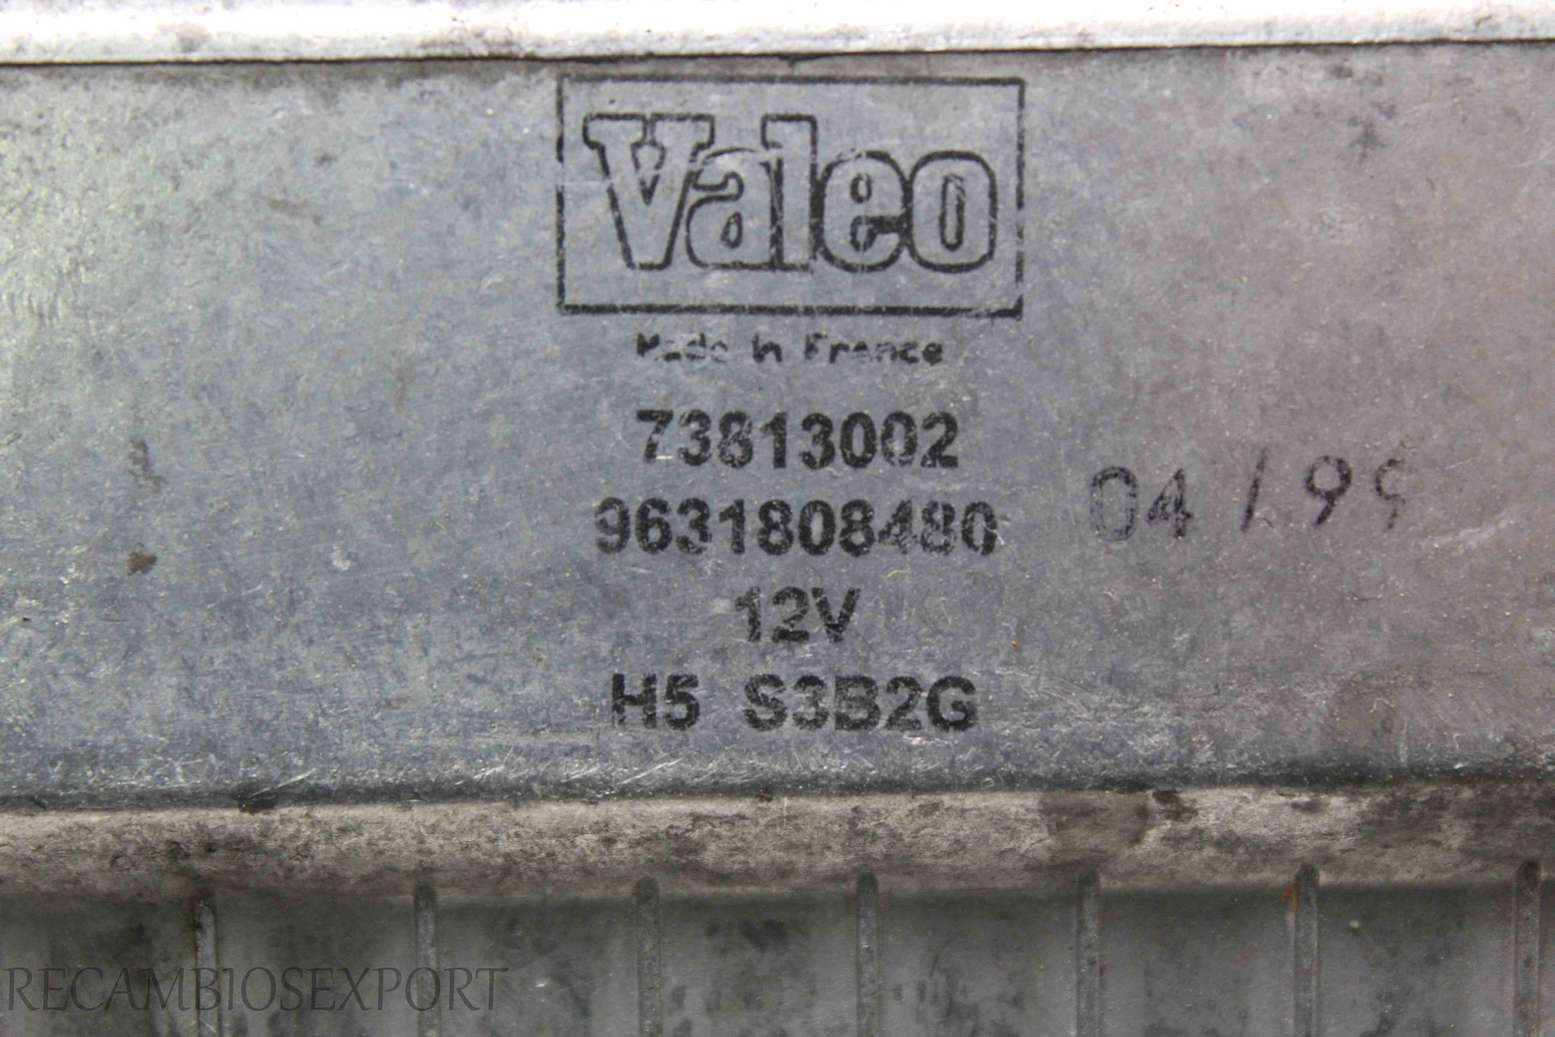 Valeo
Made in France
73813002
9631808480
04/99
12V
H5 S3B2G
RECAMBIOSEXPORT